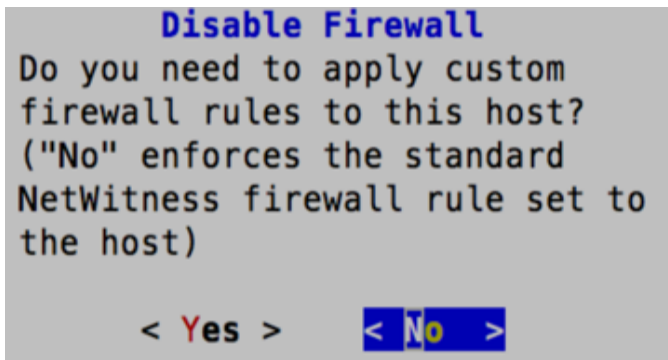 Disable Firewall
Do you need to apply custom
firewall rules to this host?
("No" enforces the standard
NetWitness firewall rule set to
the host)
< Yes > < No >